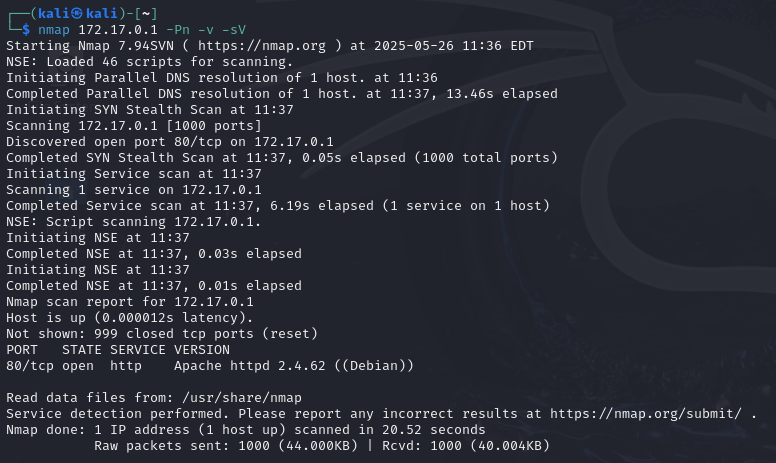 ┌──(kali㉿kali)-[~]
└─$ nmap 172.17.0.1 -Pn -v -sV
Starting Nmap 7.94SVN ( https://nmap.org ) at 2025-05-26 11:36 EDT
NSE: Loaded 46 scripts for scanning.
Initiating Parallel DNS resolution of 1 host. at 11:36
Completed Parallel DNS resolution of 1 host. at 11:37, 13.46s elapsed
Initiating SYN Stealth Scan at 11:37
Scanning 172.17.0.1 [1000 ports]
Discovered open port 80/tcp on 172.17.0.1
Completed SYN Stealth Scan at 11:37, 0.05s elapsed (1000 total ports)
Initiating Service scan at 11:37
Scanning 1 service on 172.17.0.1
Completed Service scan at 11:37, 6.19s elapsed (1 service on 1 host)
NSE: Script scanning 172.17.0.1.
Initiating NSE at 11:37
Completed NSE at 11:37, 0.03s elapsed
Initiating NSE at 11:37
Completed NSE at 11:37, 0.01s elapsed
Nmap scan report for 172.17.0.1
Host is up (0.000012s latency).
Not shown: 999 closed tcp ports (reset)
PORT   STATE SERVICE VERSION
80/tcp open  http    Apache httpd 2.4.62 ((Debian))
Read data files from: /usr/share/nmap
Service detection performed. Please report any incorrect results at https://nmap.org/submit/ .
Nmap done: 1 IP address (1 host up) scanned in 20.52 seconds
           Raw packets sent: 1000 (44.000KB) | Rcvd: 1000 (40.004KB)